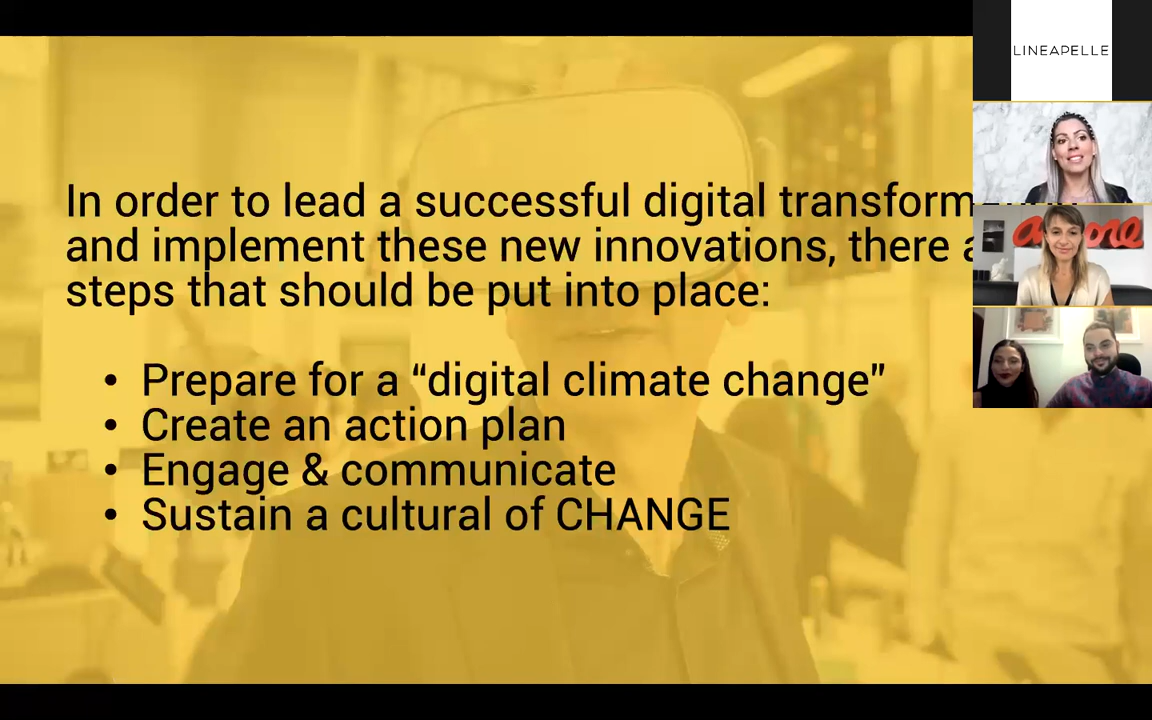 LINEAPELLE
In order to lead a successful digital
and implement these new innovations, there
steps that should be put into place:
• Prepare for a “digital climate change”
• Create an action plan
• Engage & communicate
• Sustain a cultural of CHANGE